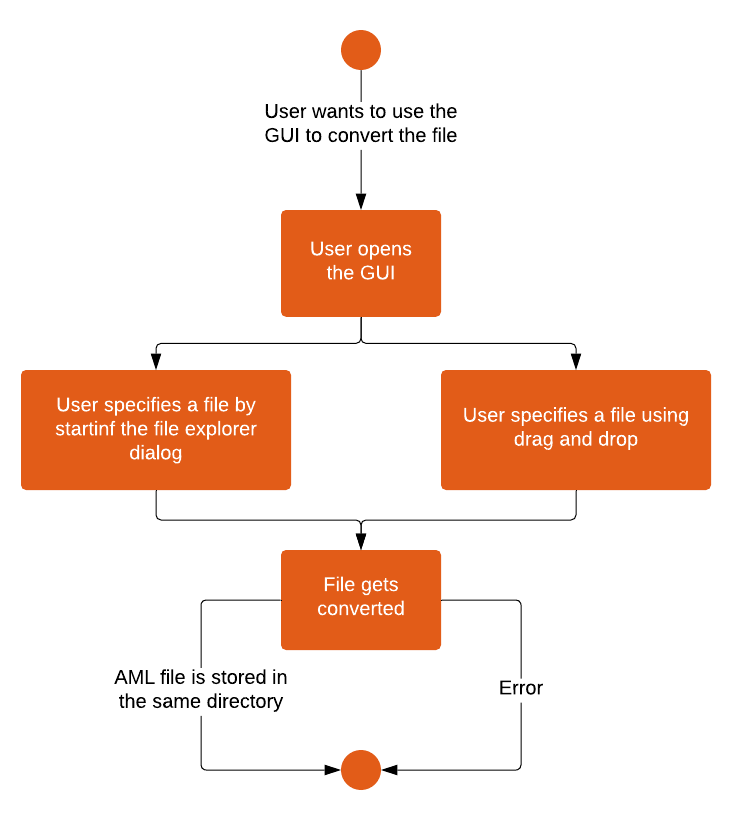 User wants to use the
GUI to convert the file
User opens
the GUI
User specifies a file by
startinf the file explorer
dialog
User specifies a file using
drag and drop
File gets
converted
AML file is stored in
the same directory
Error